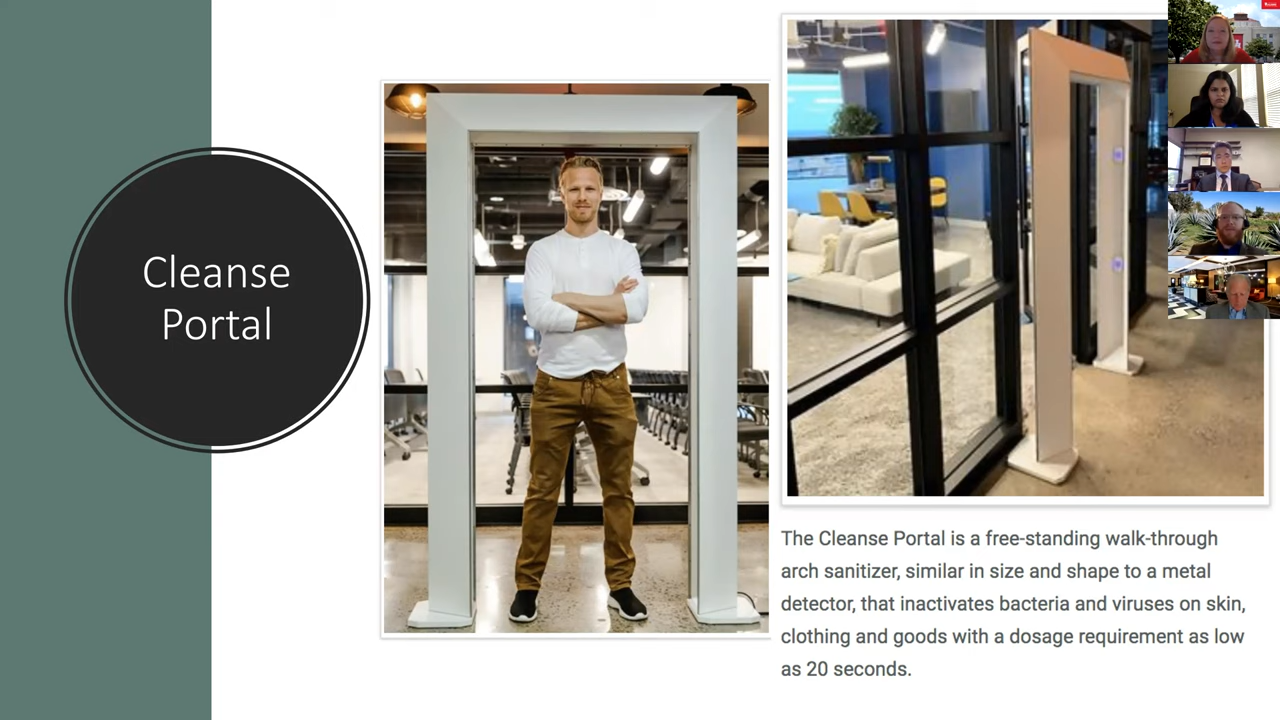 Cleanse
Portal
The Cleanse Portal is a free-standing walk-through
arch sanitizer, similar in size and shape to a metal
detector, that inactivates bacteria and viruses on skin,
clothing and goods with a dosage requirement as low
as 20 seconds.